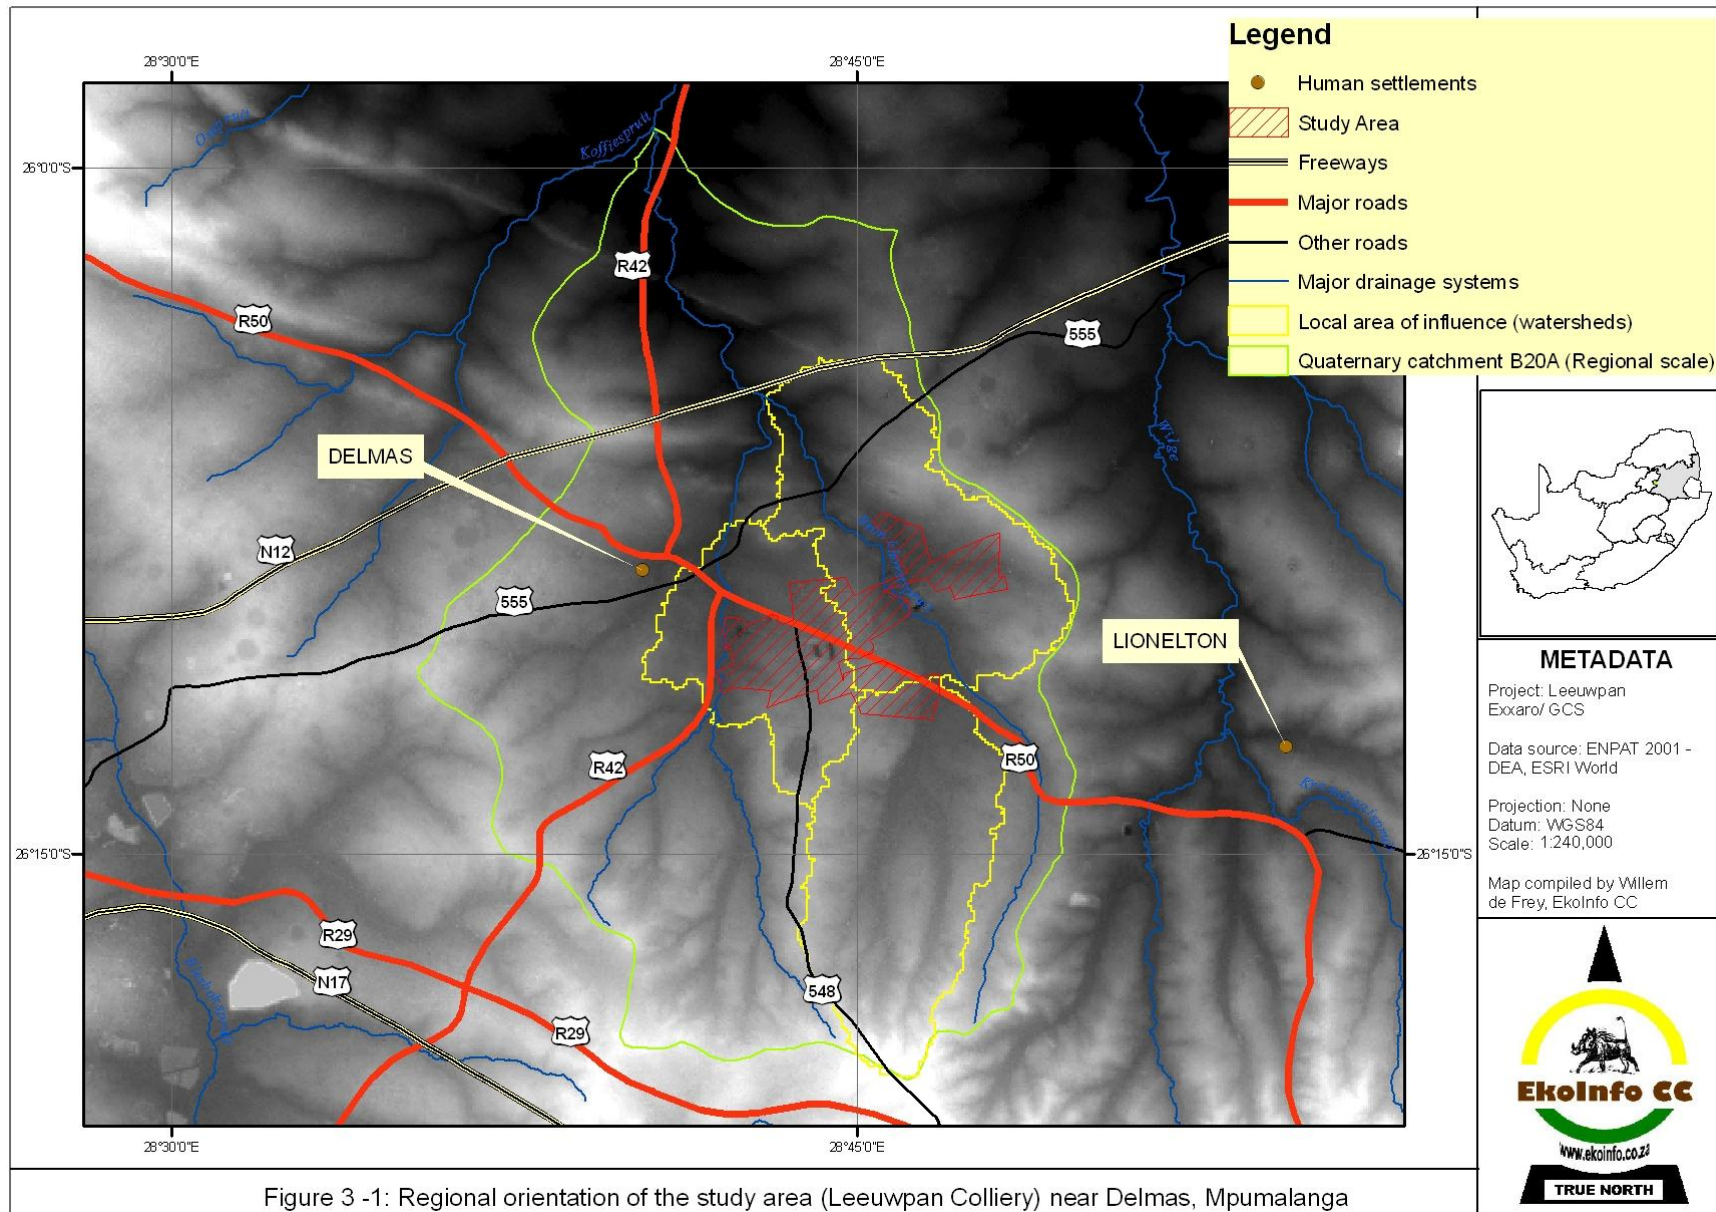 Legend
Human settlements
Study Area
Freeways
Major roads
Other roads
Major drainage systems
Local area of influence (watersheds)
Quaternary catchment B20A (Regional scale)
28°30'0"E
28°45'0"E
26°0'0"S
Koffiespruit
R42
R50
555
Wilge
DELMAS
N12
555
LIONELTON
R42
R50
26°15'0"S
26°15'0"S
R29
N17
548
R29
28°30'0"E
28°45'0"E
METADATA
Project: Leeuwpan
Exxaro/ GCS
Data source: ENPAT 2001 -
DEA, ESRI World
Projection: None
Datum: WGS84
Scale: 1:240,000
Map compiled by Willem
de Frey, EkoInfo CC
EkoInfo CC
www.ekoinfo.co.za
TRUE NORTH
Figure 3 -1: Regional orientation of the study area (Leeuwpan Colliery) near Delmas, Mpumalanga